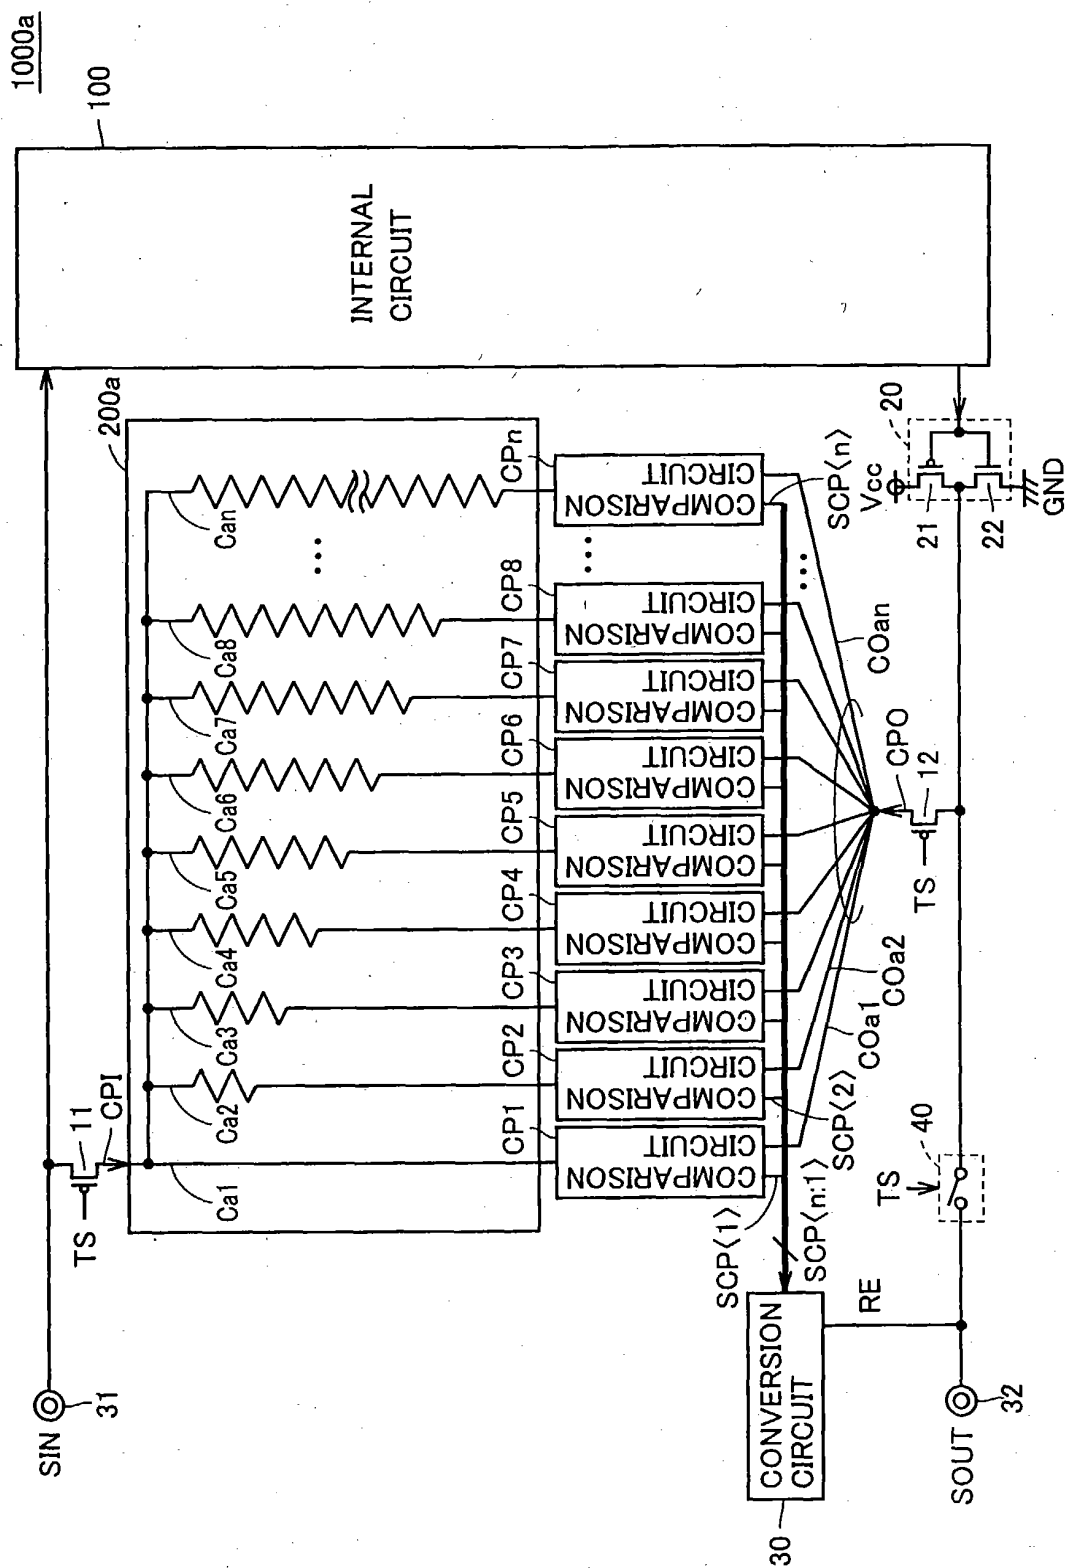 1000a
100
INTERNAL
CIRCUIT
200a
SIN
31
TS
11
CPI
Ca1
Ca2
Ca3
Ca4
Ca5
Ca6
Ca7
Ca8
Can
...
CP1
CP2
CP3
CP4
CP5
CP6
CP7
CP8
CPn
COMPARISON
CIRCUIT
COMPARISON
CIRCUIT
COMPARISON
CIRCUIT
COMPARISON
CIRCUIT
COMPARISON
CIRCUIT
COMPARISON
CIRCUIT
COMPARISON
CIRCUIT
COMPARISON
CIRCUIT
...
COMPARISON
CIRCUIT
SCP⟨1⟩
SCP⟨2⟩
SCP⟨n⟩
SCP⟨n:1⟩
...
COa1
COa2
COan
CPO
12
TS
CONVERSION
CIRCUIT
30
RE
TS
40
SOUT
32
20
Vcc
21
22
GND